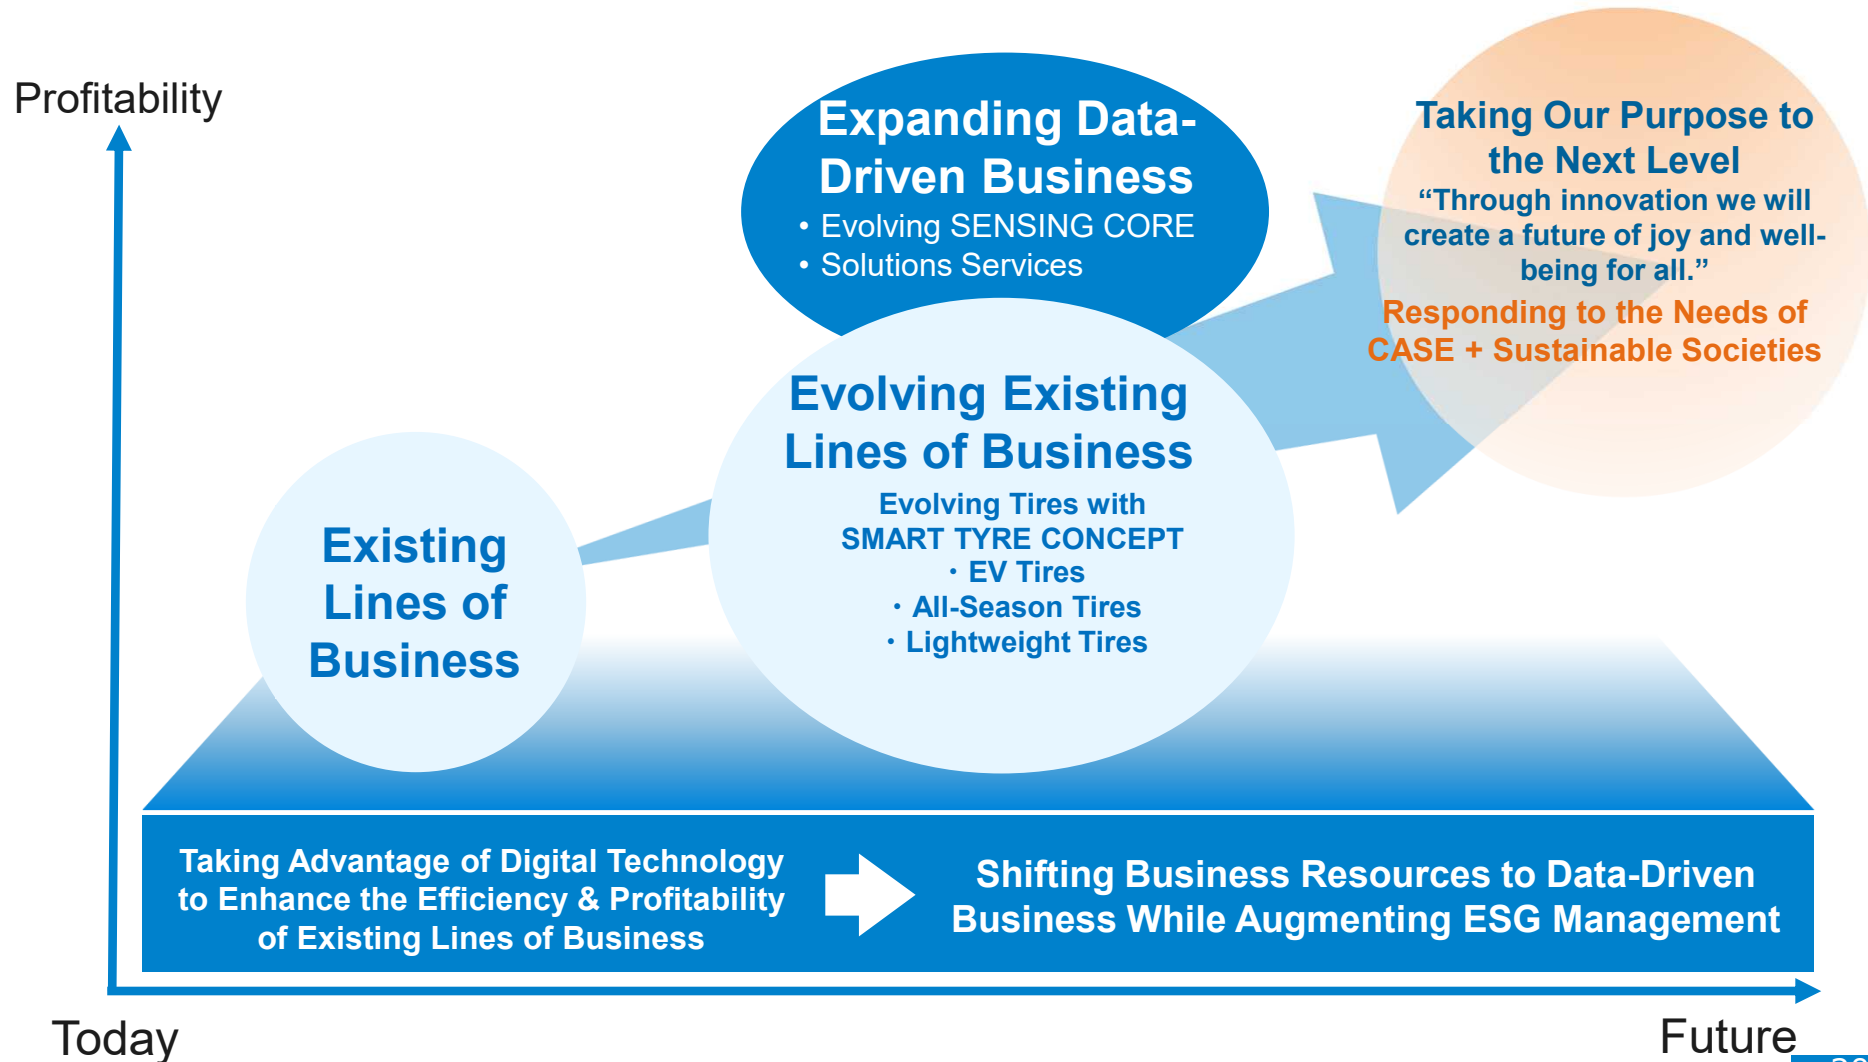 Profitability
Expanding Data-
Driven Business
• Evolving SENSING CORE
• Solutions Services
Taking Our Purpose to
the Next Level
“Through innovation we will
create a future of joy and well-
being for all.”
Responding to the Needs of
CASE + Sustainable Societies
Evolving Existing
Lines of Business
Evolving Tires with
SMART TYRE CONCEPT
・EV Tires
・All-Season Tires
・Lightweight Tires
Existing
Lines of
Business
Taking Advantage of Digital Technology
to Enhance the Efficiency & Profitability
of Existing Lines of Business
Shifting Business Resources to Data-Driven
Business While Augmenting ESG Management
Today
Future